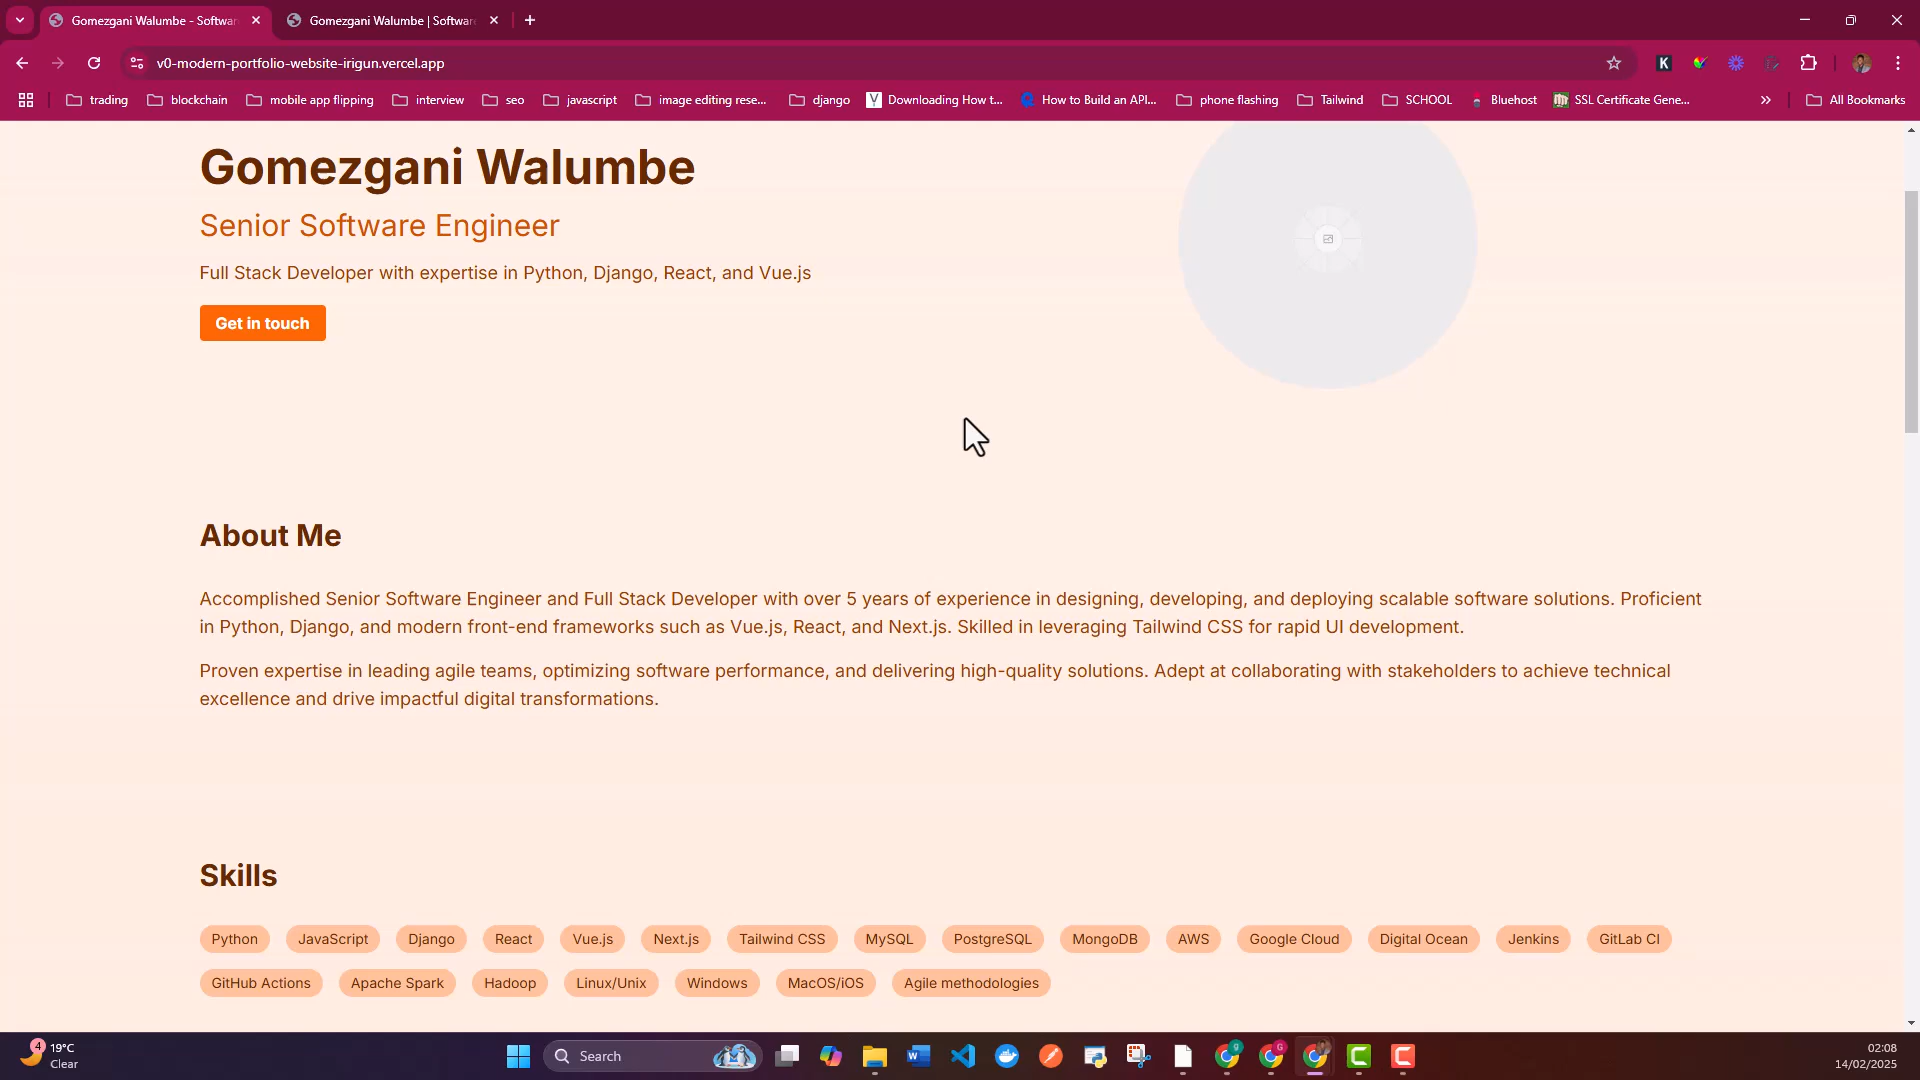 Gomezgani Walumbe - Softwar
Gomezgani Walumbe | Software
v0-modern-portfolio-website-irigun.vercel.app
K
trading
blockchain
mobile app flipping
interview
seo
javascript
image editing rese...
django
Downloading How t...
How to Build an API...
phone flashing
Tailwind
SCHOOL
Bluehost
SSL Certificate Gene...
All Bookmarks
Gomezgani Walumbe
Senior Software Engineer
Full Stack Developer with expertise in Python, Django, React, and Vue.js
Get in touch
About Me
Accomplished Senior Software Engineer and Full Stack Developer with over 5 years of experience in designing, developing, and deploying scalable software solutions. Proficient
in Python, Django, and modern front-end frameworks such as Vue.js, React, and Next.js. Skilled in leveraging Tailwind CSS for rapid UI development.
Proven expertise in leading agile teams, optimizing software performance, and delivering high-quality solutions. Adept at collaborating with stakeholders to achieve technical
excellence and drive impactful digital transformations.
Skills
Python
JavaScript
Django
React
Vue.js
Next.js
Tailwind CSS
MySQL
PostgreSQL
MongoDB
AWS
Google Cloud
Digital Ocean
Jenkins
GitLab CI
GitHub Actions
Apache Spark
Hadoop
Linux/Unix
Windows
MacOS/iOS
Agile methodologies
4
19°C
Clear
Search
02:08
14/02/2025